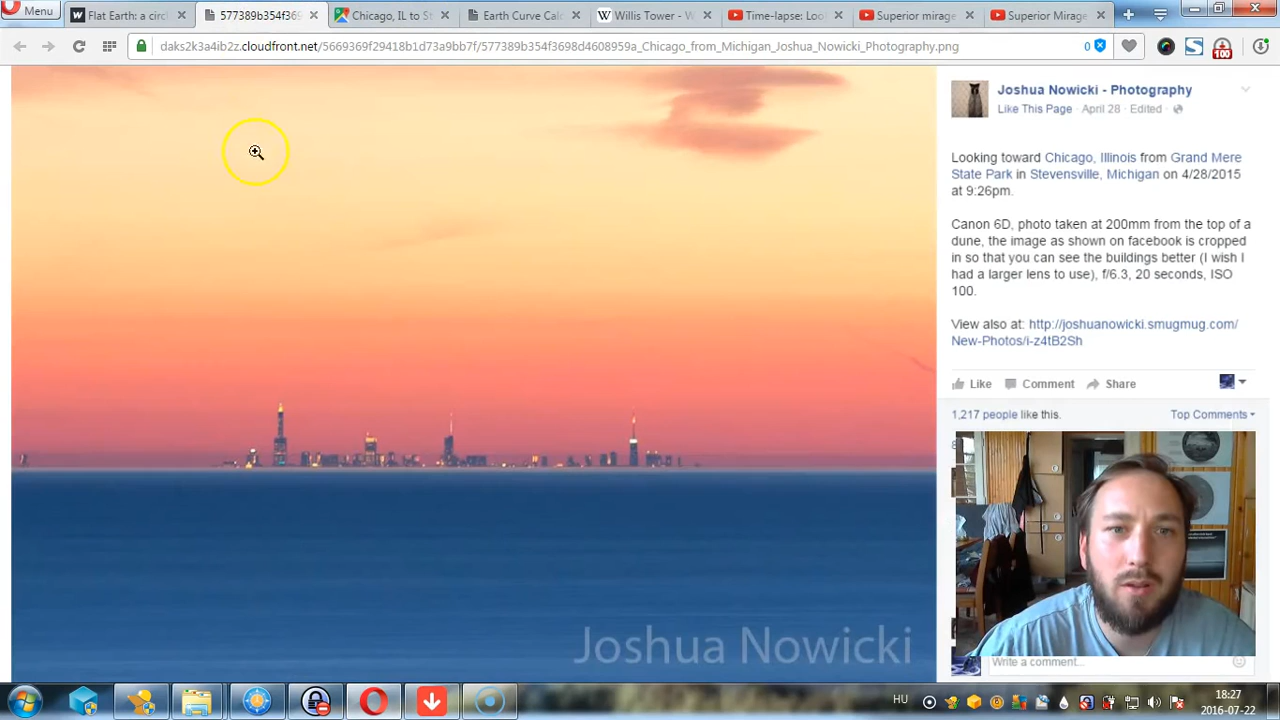 Menu
Flat Earth: a circ
577389b354f369
Chicago, IL to St
Earth Curve Calc
Willis Tower - W
Time-lapse: Loo
Superior mirage
Superior Mirage
daks2k3a4ib2z.cloudfront.net/5669369f29418b1df3a9bb7f/577389b354f3698d4608959a_Chicago_from_Michigan_Joshua_Nowicki_Photography.png
0
100
Joshua Nowicki - Photography
Like This Page · April 28 · Edited ·
Looking toward Chicago, Illinois from Grand Mere
State Park in Stevensville, Michigan on 4/28/2015
at 9:26pm.
Canon 6D, photo taken at 200mm from the top of a
dune, the image as shown on facebook is cropped
in so that you can see the buildings better (I wish I
had a larger lens to use), f/6.3, 20 seconds, ISO
100.
View also at: http://joshuanowicki.smugmug.com/
New-Photos/i-z4tB2Sh
Like Comment Share
1,217 people like this.
Top Comments
Joshua Nowicki
Write a comment...
HU
18:27
2016-07-22